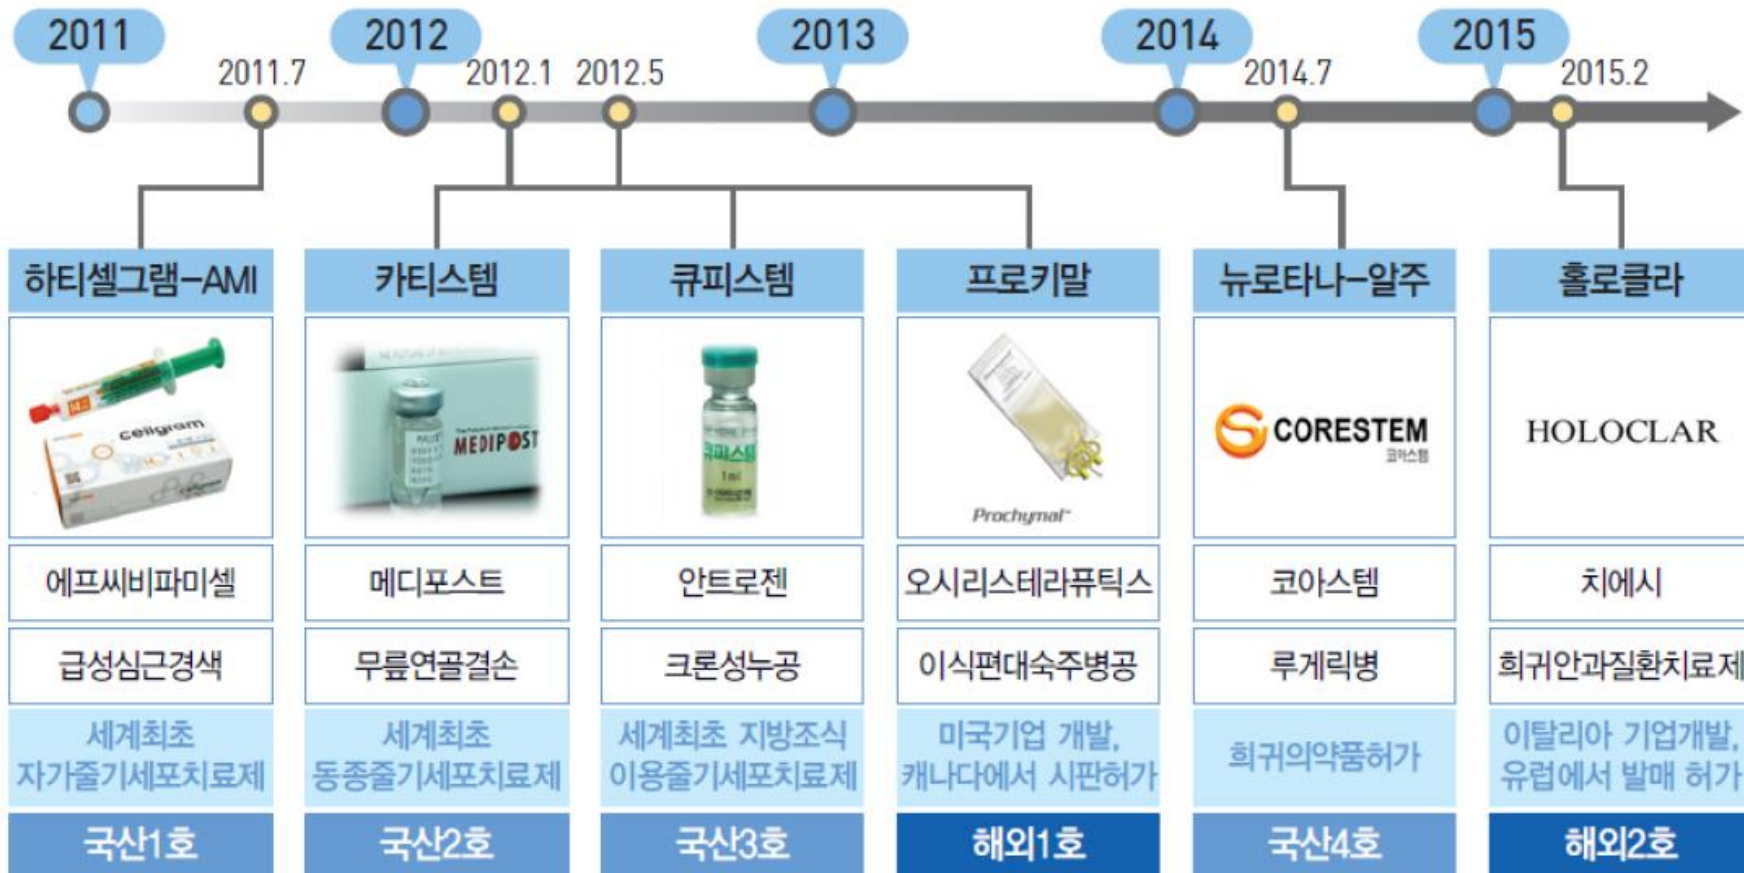 2011
2012
2013
2014
2015
2011.7
2012.1
2012.5
2014.7
2015.2
하티셀그램-AMI
카티스템
큐피스템
프로키말
뉴로타나-알주
홀로클라
cellgram
MEDIPOST
큐피스템
1ml
Prochymal
CORESTEM
코아스템
HOLOCLAR
에프씨비파미셀
메디포스트
안트로젠
오시리스테라퓨틱스
코아스템
치에시
급성심근경색
무릎연골결손
크론성누공
이식편대숙주병공
루게릭병
희귀안과질환치료제
세계최초
자가줄기세포치료제
세계최초
동종줄기세포치료제
세계최초 지방조식
이용줄기세포치료제
미국기업 개발,
캐나다에서 시판허가
희귀의약품허가
이탈리아 기업개발,
유럽에서 발매 허가
국산1호
국산2호
국산3호
해외1호
국산4호
해외2호